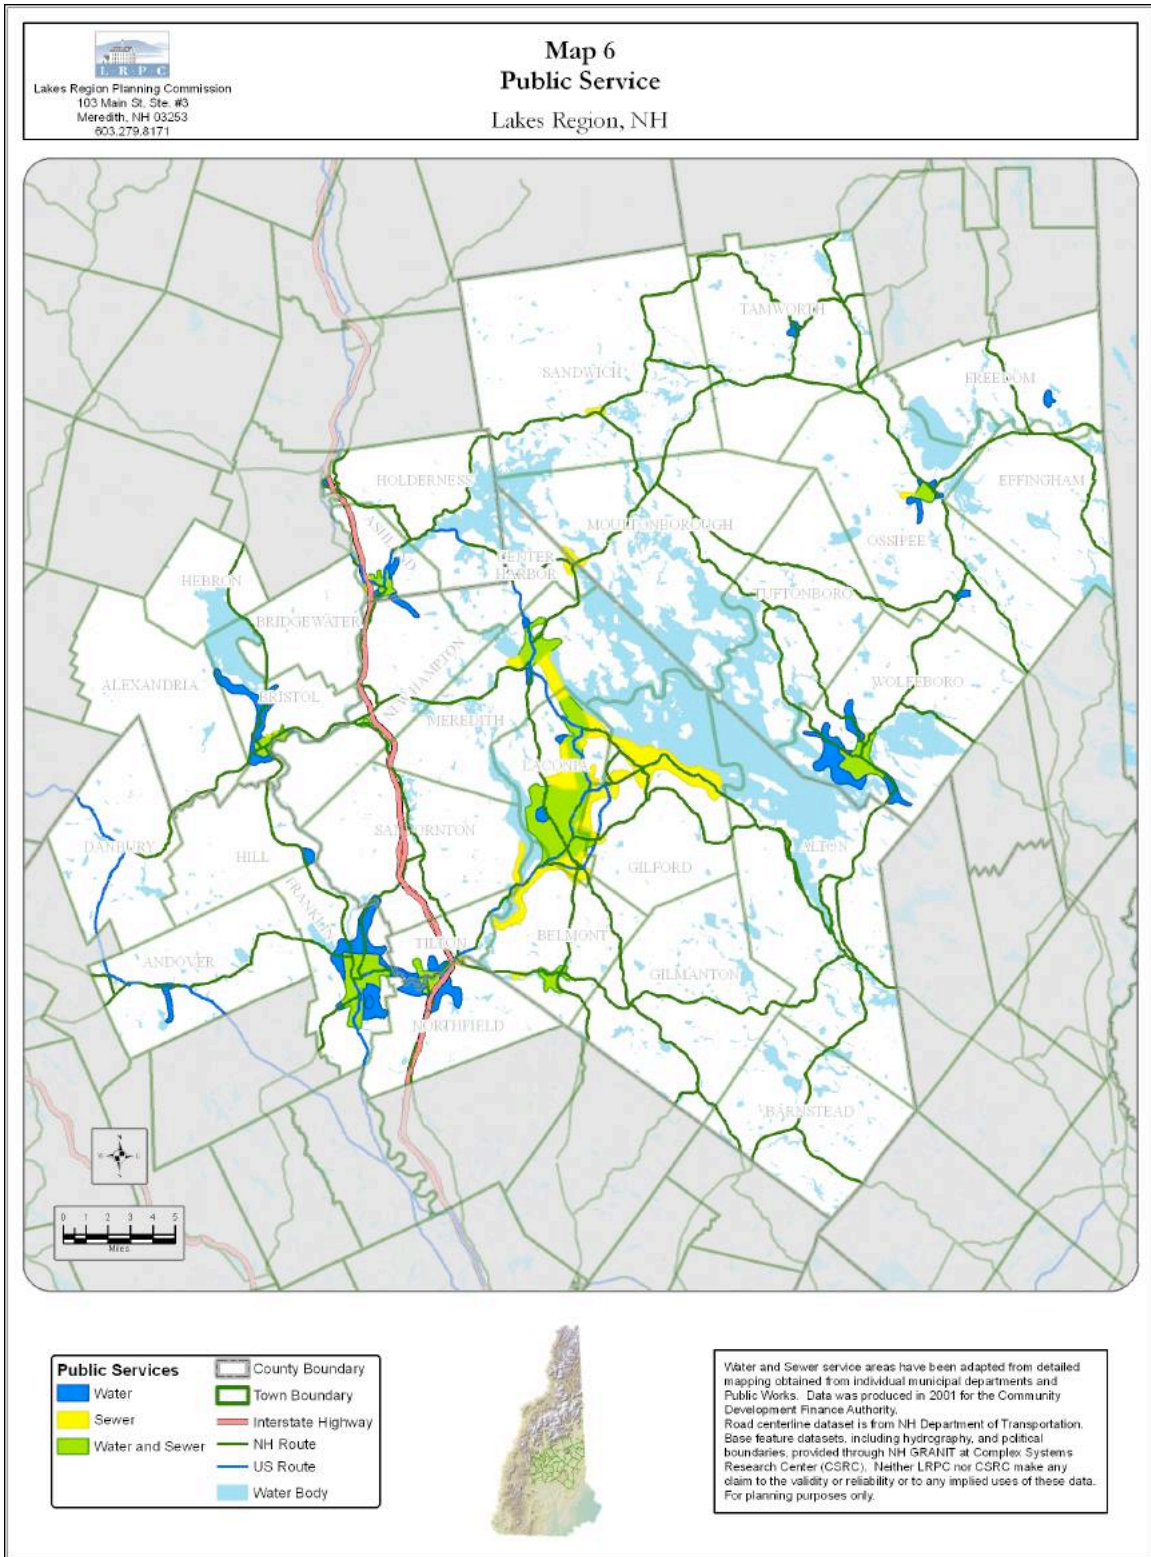 Map 6
Public Service
Lakes Region, NH
L R P C
Lakes Region Planning Commission
103 Main St, Ste. #3
Meredith, NH 03253
603.279.8171
TAMWORTH
SANDWICH
FREEDOM
HOLDERNESS
EFFINGHAM
ASHLAND
MOULTONBOROUGH
OSSIPEE
CENTER
HARBOR
HEBRON
TUFTONBORO
BRIDGEWATER
NEW HAMPTON
WOLFEBORO
ALEXANDRIA
BRISTOL
MEREDITH
LACONIA
SANBORNTON
DANBURY
HILL
ALTON
GILFORD
FRANKLIN
TILTON
BELMONT
ANDOVER
GILMANTON
NORTHFIELD
BARNSTEAD
N
0 1 2 3 4 5
Miles
Public Services
Water
Sewer
Water and Sewer
County Boundary
Town Boundary
Interstate Highway
NH Route
US Route
Water Body
Water and Sewer service areas have been adapted from detailed
mapping obtained from individual municipal departments and
Public Works. Data was produced in 2001 for the Community
Development Finance Authority.
Road centerline dataset is from NH Department of Transportation.
Base feature datasets, including hydrography, and political
boundaries, provided through NH GRANIT at Complex Systems
Research Center (CSRC). Neither LRPC nor CSRC make any
claim to the validity or reliability or to any implied uses of these data.
For planning purposes only.